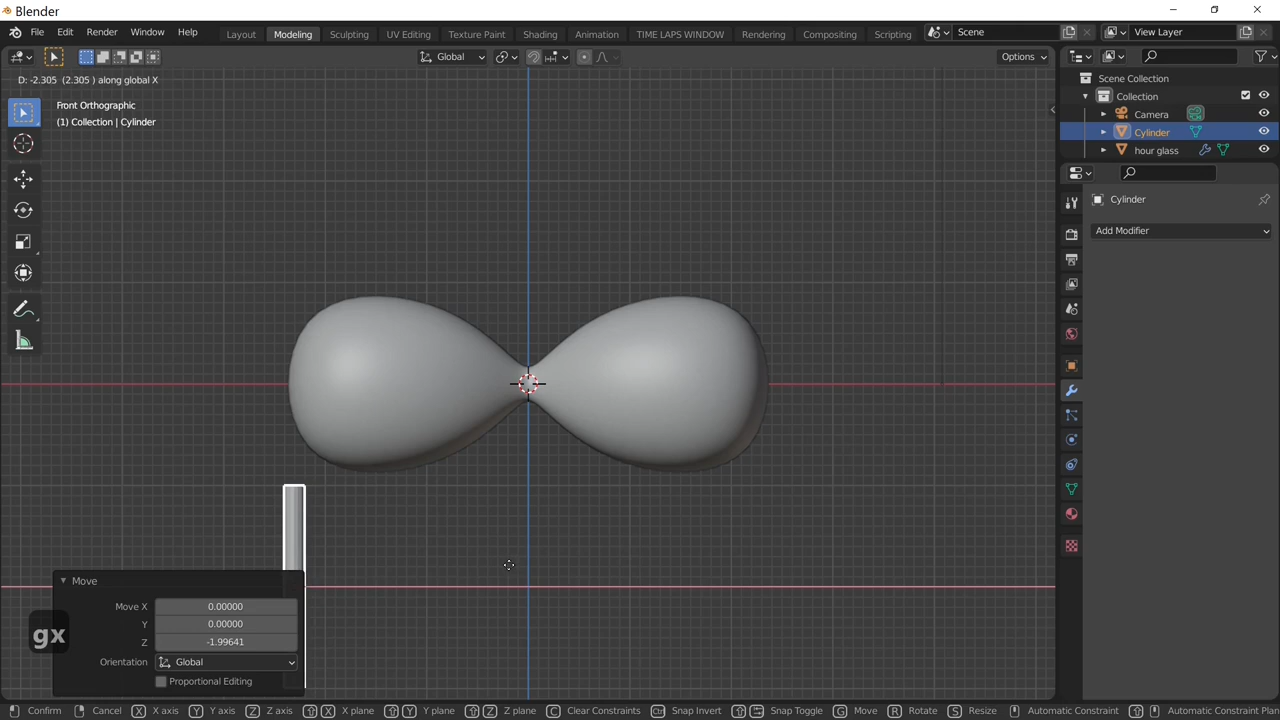 Blender
File Edit Render Window Help
Layout Modeling Sculpting UV Editing Texture Paint Shading Animation TIME LAPS WINDOW Rendering Compositing Scripting
Scene
View Layer
Global
Options
D: -2.305 (2.305 ) along global X
Front Orthographic
(1) Collection | Cylinder
Scene Collection
Collection
Camera
Cylinder
hour glass
Cylinder
Add Modifier
Move
Move X 0.00000
Y 0.00000
Z -1.99641
Orientation Global
Proportional Editing
gx
Confirm Cancel X X axis Y Y axis Z Z axis X X plane Y Y plane Z Z plane C Clear Constraints Ctrl Snap Invert Snap Toggle G Move R Rotate S Resize Automatic Constraint Automatic Constraint Plan